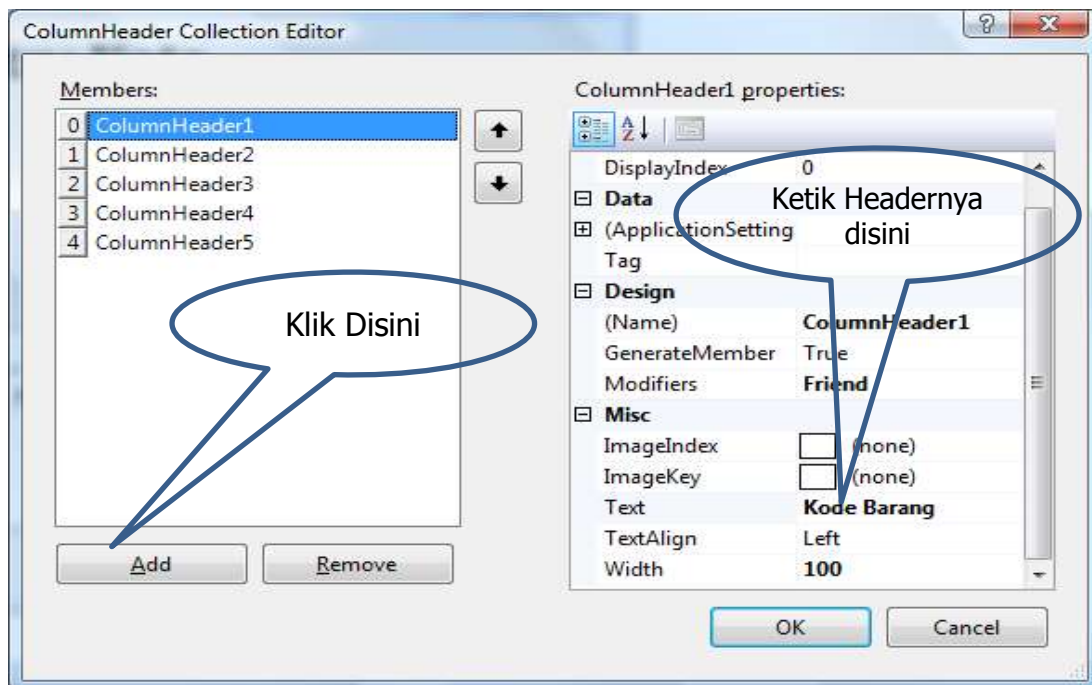 ColumnHeader Collection Editor
Members:
0 ColumnHeader1
1 ColumnHeader2
2 ColumnHeader3
3 ColumnHeader4
4 ColumnHeader5
Klik Disini
Add Remove
ColumnHeader1 properties:
DisplayIndex 0
Data
(ApplicationSetting
Tag
Ketik Headernya
disini
Design
(Name) ColumnHeader1
GenerateMember True
Modifiers Friend
Misc
ImageIndex (none)
ImageKey (none)
Text Kode Barang
TextAlign Left
Width 100
OK Cancel